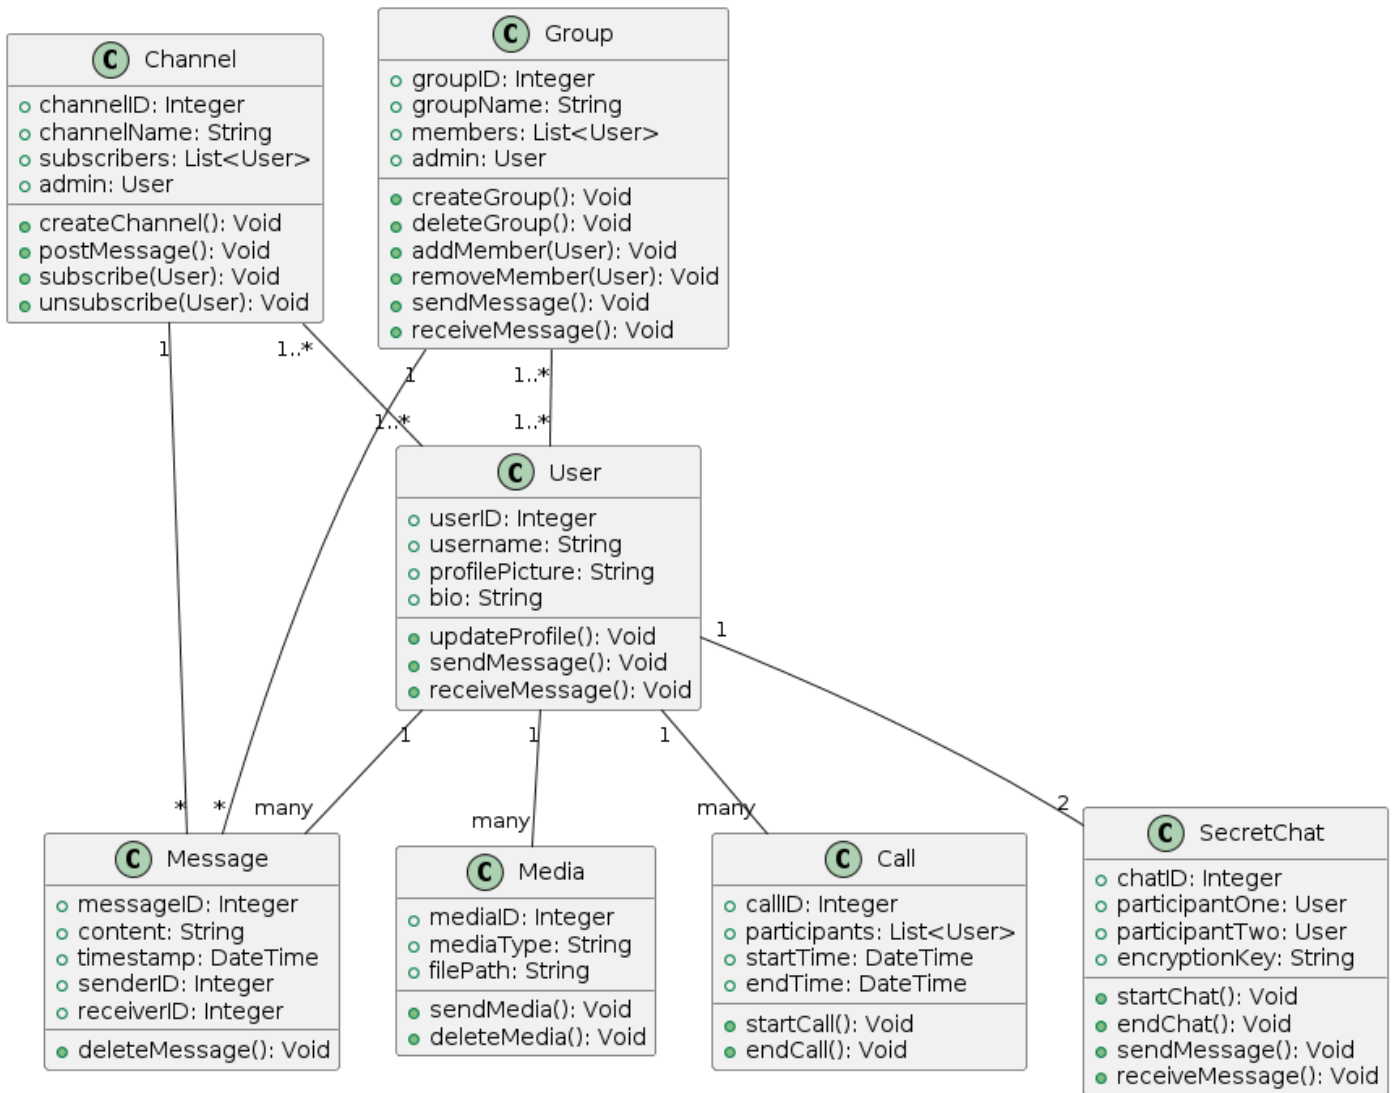 C Channel
channelID: Integer
channelName: String
subscribers: List<User>
admin: User
createChannel(): Void
postMessage(): Void
subscribe(User): Void
unsubscribe(User): Void
C Group
groupID: Integer
groupName: String
members: List<User>
admin: User
createGroup(): Void
deleteGroup(): Void
addMember(User): Void
removeMember(User): Void
sendMessage(): Void
receiveMessage(): Void
1
1..*
1
1..*
1..*
1..*
C User
userID: Integer
username: String
profilePicture: String
bio: String
updateProfile(): Void
sendMessage(): Void
receiveMessage(): Void
1
1
1
1
*
*
many
many
many
2
C Message
messageID: Integer
content: String
timestamp: DateTime
senderID: Integer
receiverID: Integer
deleteMessage(): Void
C Media
mediaID: Integer
mediaType: String
filePath: String
sendMedia(): Void
deleteMedia(): Void
C Call
callID: Integer
participants: List<User>
startTime: DateTime
endTime: DateTime
startCall(): Void
endCall(): Void
C SecretChat
chatID: Integer
participantOne: User
participantTwo: User
encryptionKey: String
startChat(): Void
endChat(): Void
sendMessage(): Void
receiveMessage(): Void